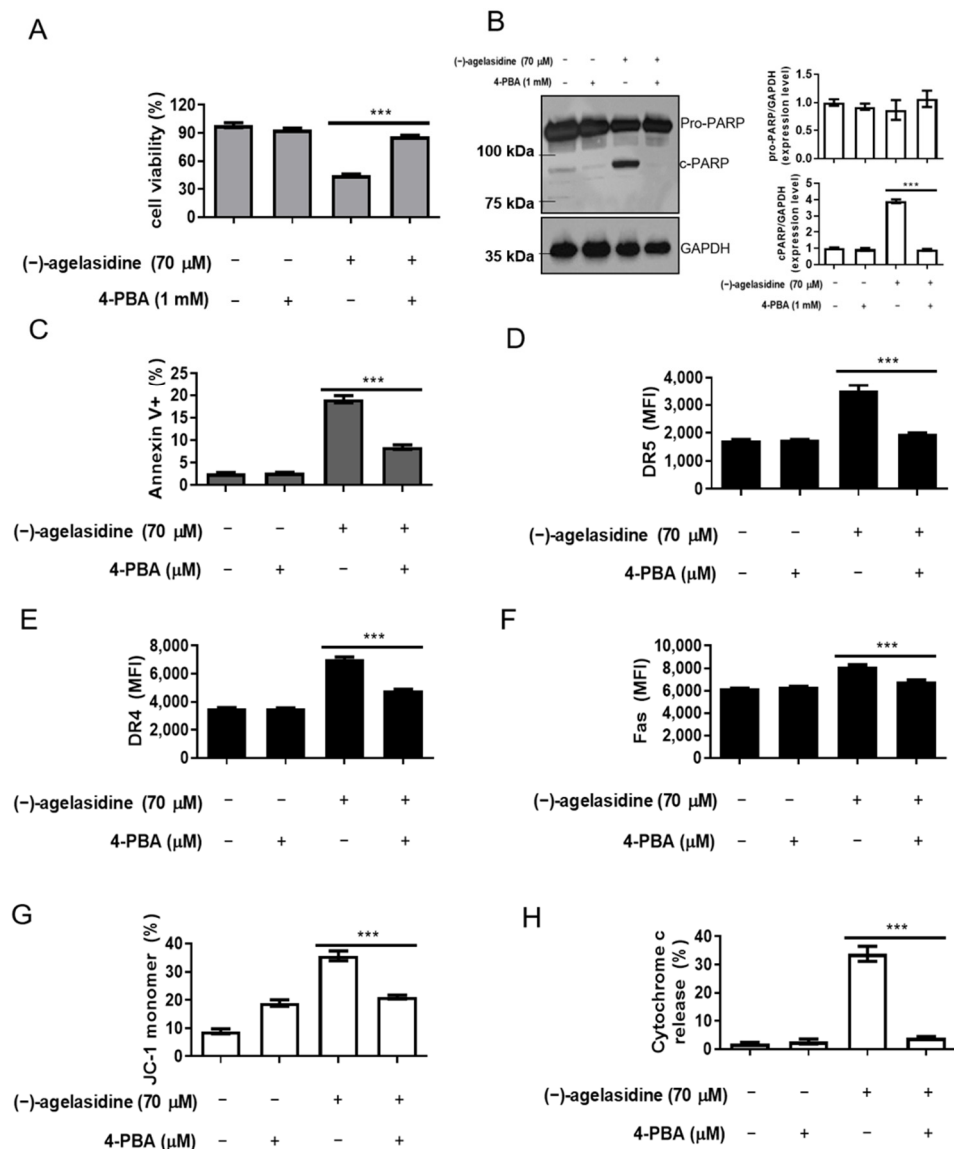 A
cell viability (%)
120
90
60
30
0
***
(−)-agelasidine (70 μM) − − + +
4-PBA (1 mM) − + − +
B
(−)-agelasidine (70 μM) − − + +
4-PBA (1 mM) − + − +
Pro-PARP
100 kDa
c-PARP
75 kDa
35 kDa
GAPDH
pro-PARP/GAPDH
(expression level)
1.5
1.0
0.5
0.0
cPARP/GAPDH
(expression level)
5
4
3
2
1
0
***
(−)-agelasidine (70 μM) − − + +
4-PBA (1 mM) − + − +
C
Annexin V+ (%)
25
20
15
10
5
0
***
(−)-agelasidine (70 μM) − − + +
4-PBA (μM) − + − +
D
DR5 (MFI)
4,000
3,000
2,000
1,000
0
***
(−)-agelasidine (70 μM) − − + +
4-PBA (μM) − + − +
E
DR4 (MFI)
8,000
6,000
4,000
2,000
0
***
(−)-agelasidine (70 μM) − − + +
4-PBA (μM) − + − +
F
Fas (MFI)
10,000
8,000
6,000
4,000
2,000
0
***
(−)-agelasidine (70 μM) − − + +
4-PBA (μM) − + − +
G
JC-1 monomer (%)
40
30
20
10
0
***
(−)-agelasidine (70 μM) − − + +
4-PBA (μM) − + − +
H
Cytochrome c
release (%)
40
30
20
10
0
***
(−)-agelasidine (70 μM) − − + +
4-PBA (μM) − + − +